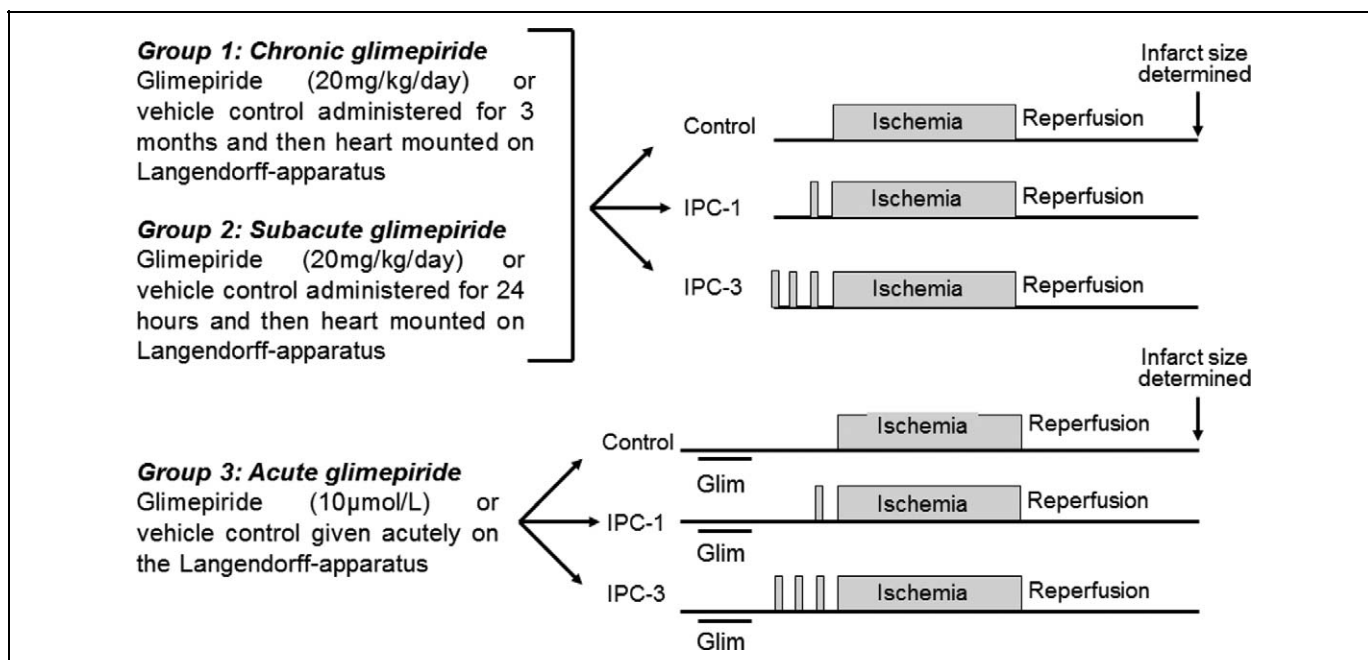 Group 1: Chronic glimepiride
Glimepiride (20mg/kg/day) or
vehicle control administered for 3
months and then heart mounted on
Langendorff-apparatus
Group 2: Subacute glimepiride
Glimepiride (20mg/kg/day) or
vehicle control administered for 24
hours and then heart mounted on
Langendorff-apparatus
Infarct size
determined
Control
Ischemia
Reperfusion
IPC-1
Ischemia
Reperfusion
IPC-3
Ischemia
Reperfusion
Group 3: Acute glimepiride
Glimepiride (10µmol/L) or
vehicle control given acutely on
the Langendorff-apparatus
Infarct size
determined
Control
Ischemia
Reperfusion
Glim
IPC-1
Ischemia
Reperfusion
Glim
IPC-3
Ischemia
Reperfusion
Glim